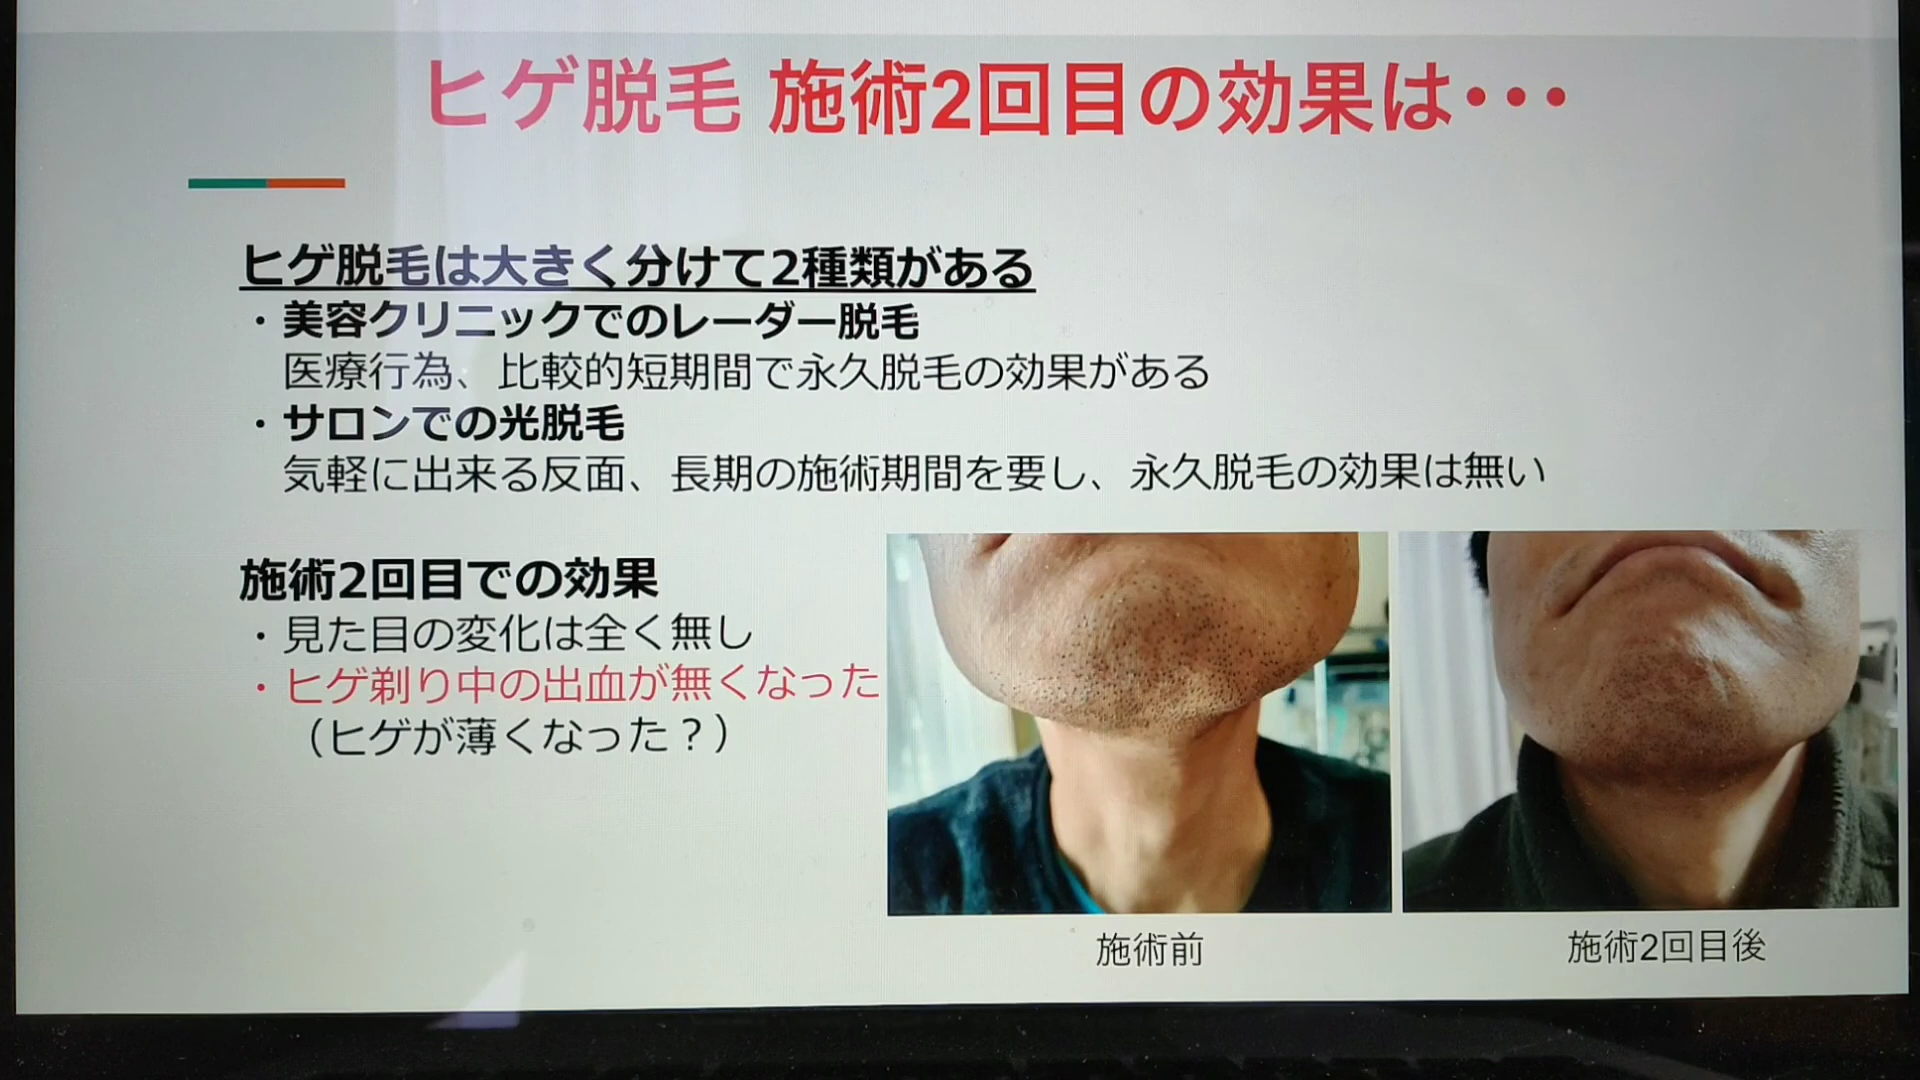 ヒゲ脱毛 施術2回目の効果は・・・
ヒゲ脱毛は大きく分けて2種類がある
・美容クリニックでのレーダー脱毛
医療行為、比較的短期間で永久脱毛の効果がある
・サロンでの光脱毛
気軽に出来る反面、長期の施術期間を要し、永久脱毛の効果は無い
施術2回目での効果
・見た目の変化は全く無し
・ヒゲ剃り中の出血が無くなった
（ヒゲが薄くなった？）
施術前
施術2回目後